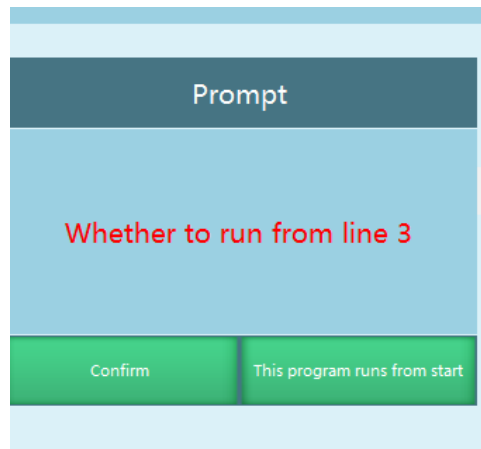 Prompt
Whether to run from line 3
Confirm
This program runs from start